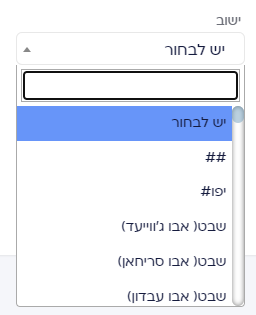 ישוב
יש לבחור
יש לבחור
##
יפו#
שבט( אבו ג'ווייעד)
שבט( אבו סריחאן)
שבט( אבו עבדון)